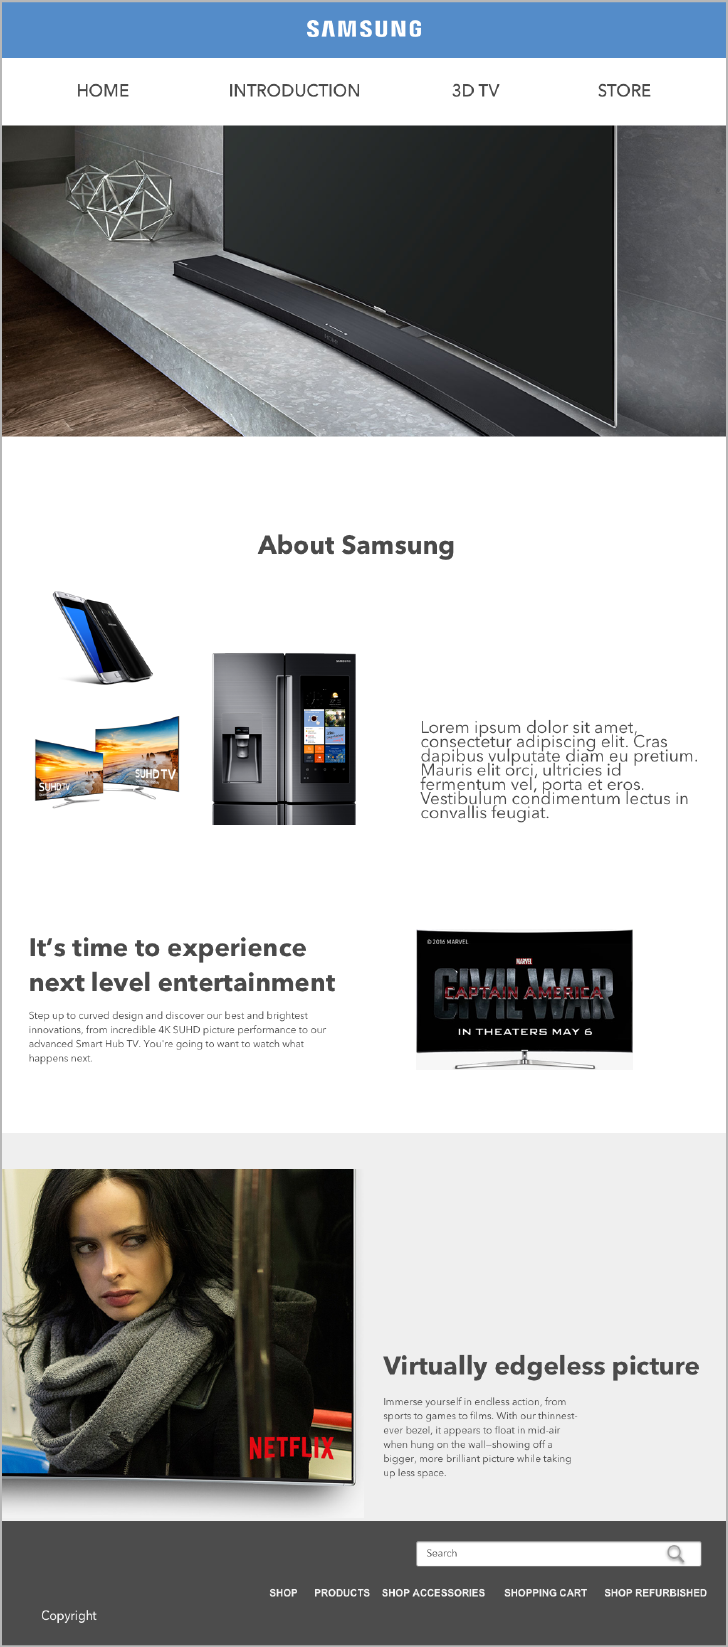 SAMSUNG
HOME INTRODUCTION 3D TV STORE
About Samsung
SAMSUNG
SUHD TV
SUHD TV
Lorem ipsum dolor sit amet,
consectetur adipiscing elit. Cras
dapibus vulputate diam eu pretium.
Mauris elit orci, ultricies id
fermentum vel, porta et eros.
Vestibulum condimentum lectus in
convallis feugiat.
It‘s time to experience
next level entertainment
Step up to curved design and discover our best and brightest
innovations, from incredible 4K SUHD picture performance to our
advanced Smart Hub TV. You're going to want to watch what
happens next.
© 2016 MARVEL
MARVEL
CIVIL WAR
CAPTAIN AMERICA
IN THEATERS MAY 6
NETFLIX
Virtually edgeless picture
Immerse yourself in endless action, from
sports to games to films. With our thinnest-
ever bezel, it appears to float in mid-air
when hung on the wall—showing off a
bigger, more brilliant picture while taking
up less space.
Search
SHOP PRODUCTS SHOP ACCESSORIES SHOPPING CART SHOP REFURBISHED
Copyright